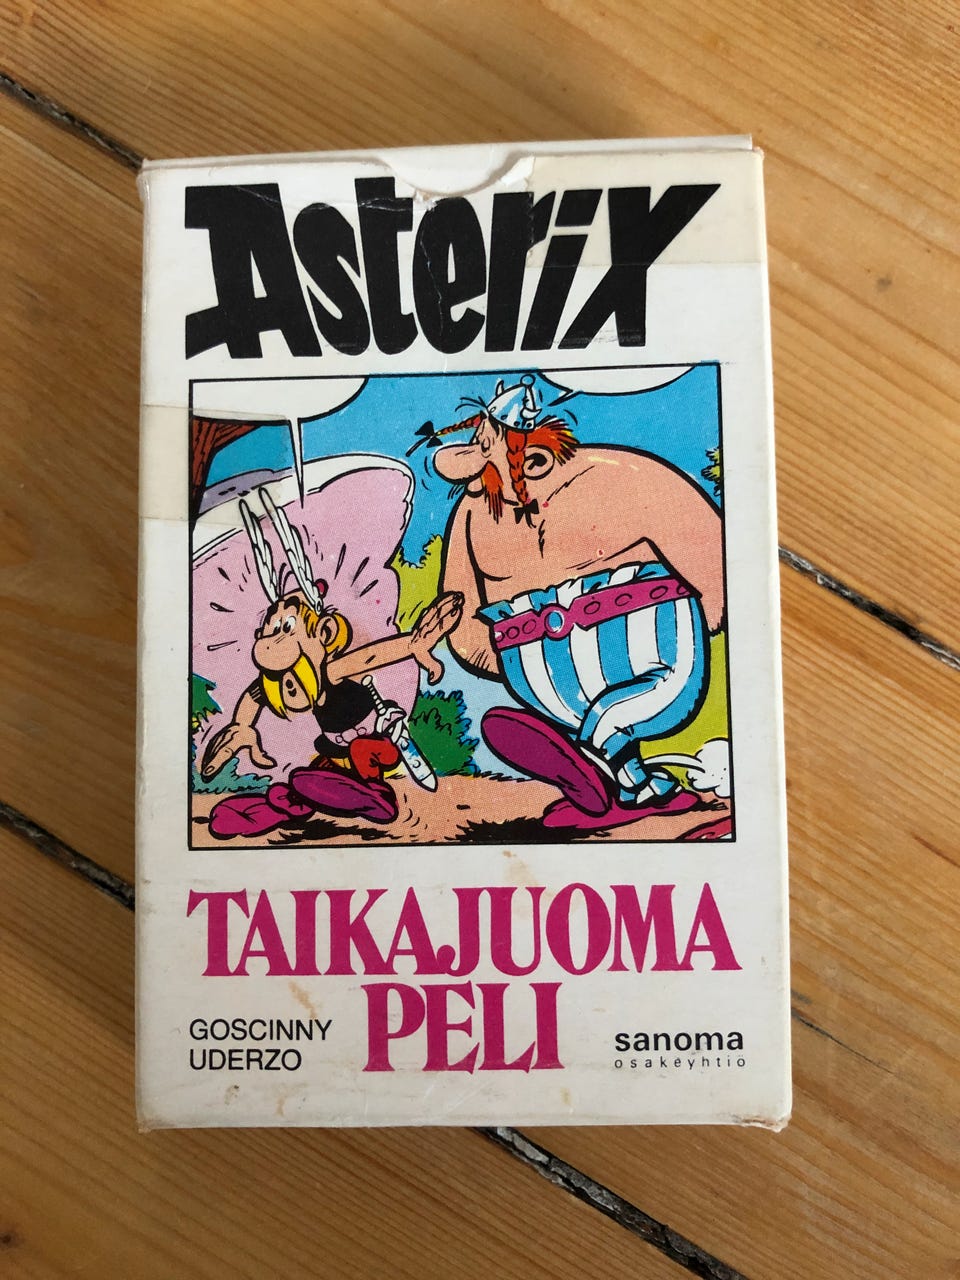 Asterix
TAIKAJUOMA
PELI
GOSCINNY
UDERZO
sanoma
osakeyhtiö